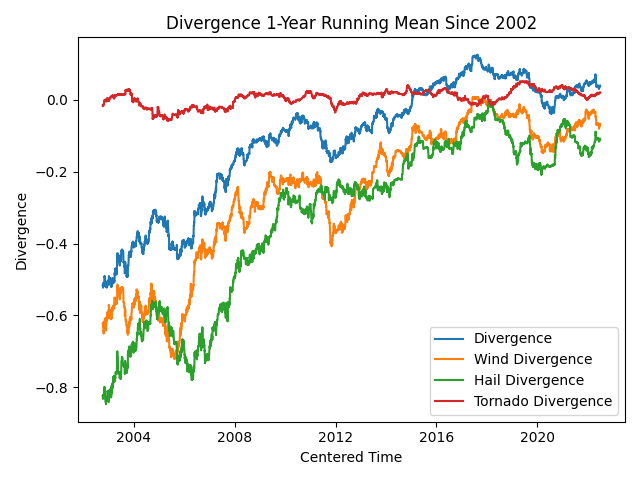 Divergence 1-Year Running Mean Since 2002
Divergence
0.0
−0.2
−0.4
−0.6
−0.8
2004
2008
2012
2016
2020
Centered Time
Divergence
Wind Divergence
Hail Divergence
Tornado Divergence